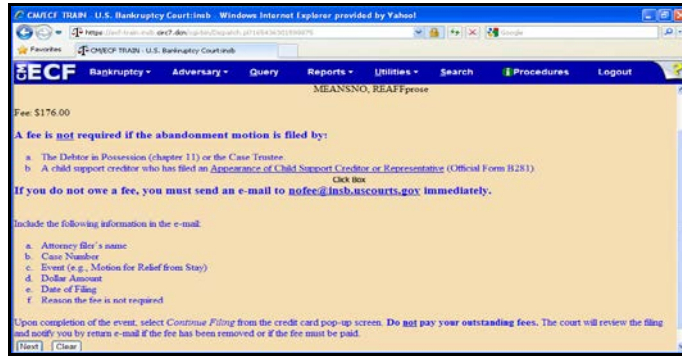 CM/ECF TRAIN - U.S. Bankruptcy Court:insb - Windows Internet Explorer provided by Yahoo!
Google
Favorites CM/ECF TRAIN - U.S. Bankruptcy Court:insb
ECF Bankruptcy Adversary Query Reports Utilities Search Procedures Logout
MEANSNO, REAFFprose
Fee: $176.00
A fee is not required if the abandonment motion is filed by:
a. The Debtor in Possession (chapter 11) or the Case Trustee
b. A child support creditor who has filed an Appearance of Child Support Creditor or Representative (Official Form B281).
Click Box
If you do not owe a fee, you must send an e-mail to nofee@insb.uscourts.gov immediately.
Include the following information in the e-mail:
a. Attorney filer's name
b. Case Number
c. Event (e.g., Motion for Relief from Stay)
d. Dollar Amount
e. Date of Filing
f. Reason the fee is not required
Upon completion of the event, select Continue Filing from the credit card pop-up screen. Do not pay your outstanding fees. The court will review the filing
and notify you by return e-mail if the fee has been removed or if the fee must be paid.
Next Clear